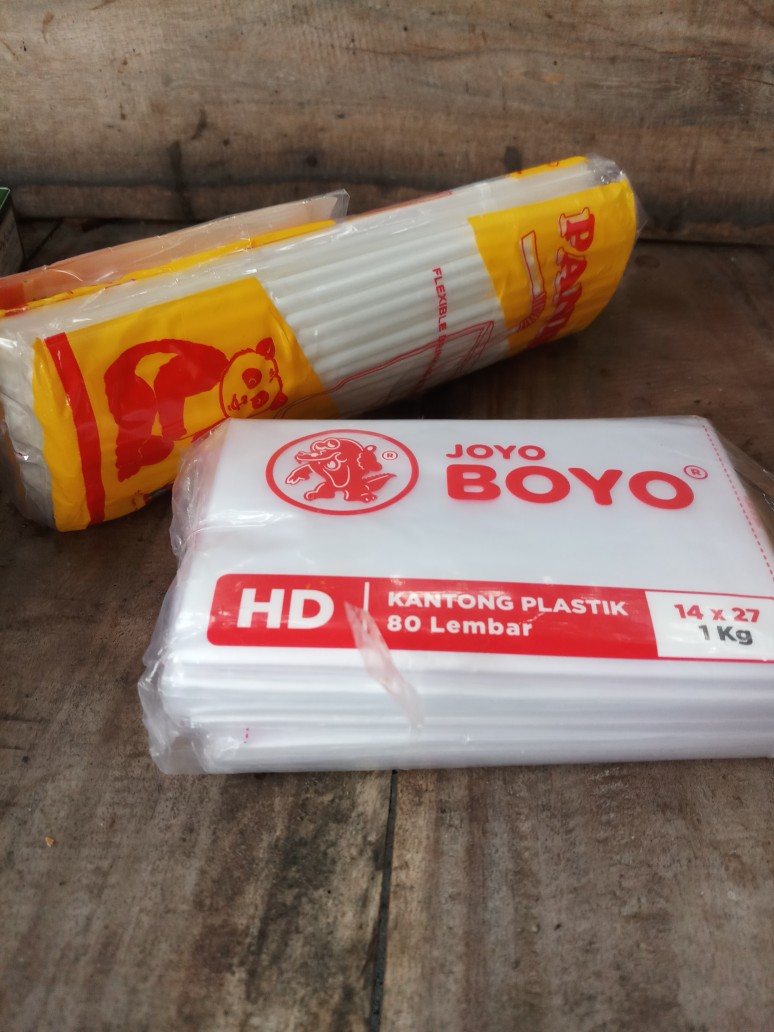 FLEXIBLE
JOYO
BOYO®
®
HD
KANTONG PLASTIK
80 Lembar
14 x 27
1 Kg